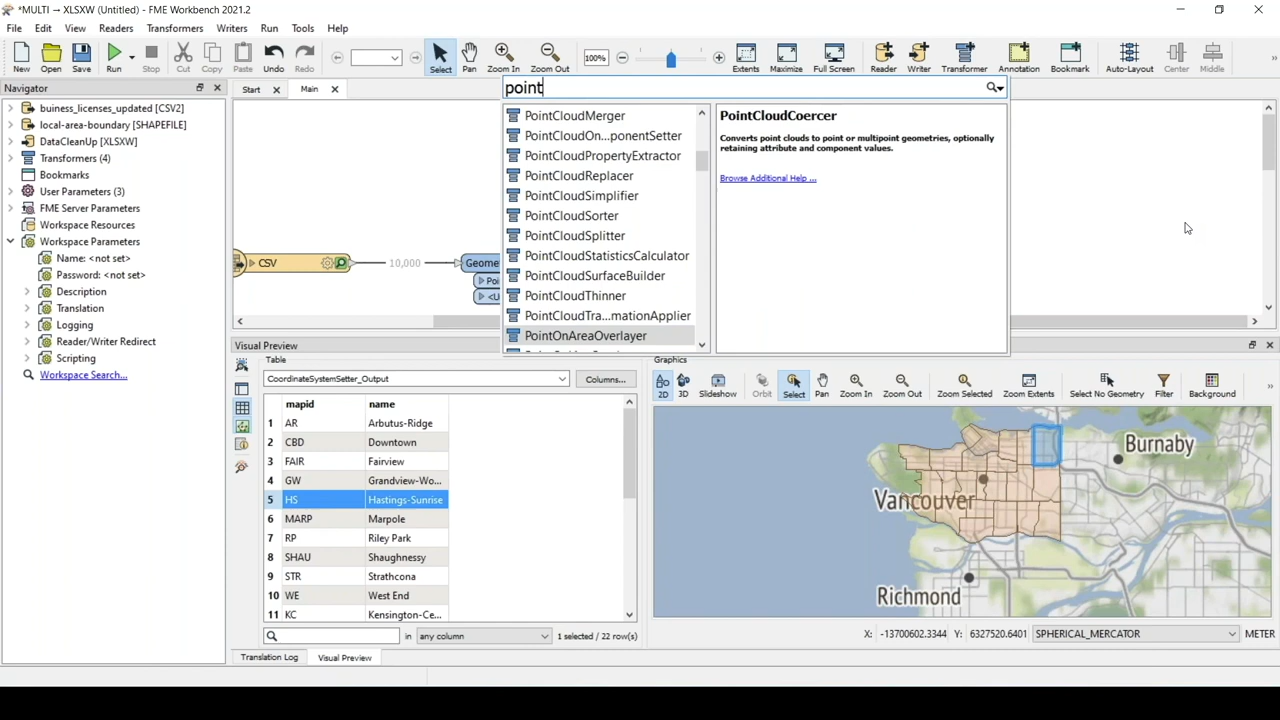 *MULTI → XLSXW (Untitled) - FME Workbench 2021.2
File Edit View Readers Transformers Writers Run Tools Help
New Open Save Run Stop Cut Copy Paste Undo Redo Select Pan Zoom In Zoom Out 100% Extents Maximize Full Screen Reader Writer Transformer Annotation Bookmark Auto-Layout Center Middle
Navigator
Start Main
point
buiness_licenses_updated [CSV2]
local-area-boundary [SHAPEFILE]
DataCleanUp [XLSXW]
Transformers (4)
Bookmarks
User Parameters (3)
FME Server Parameters
Workspace Resources
Workspace Parameters
Name: <not set>
Password: <not set>
Description
Translation
Logging
Reader/Writer Redirect
Scripting
Workspace Search...
CSV
10,000
Geome
Poi
<U
PointCloudMerger
PointCloudOn...ponentSetter
PointCloudPropertyExtractor
PointCloudReplacer
PointCloudSimplifier
PointCloudSorter
PointCloudSplitter
PointCloudStatisticsCalculator
PointCloudSurfaceBuilder
PointCloudThinner
PointCloudTra...mationApplier
PointOnAreaOverlayer
PointCloudCoercer
Converts point clouds to point or multipoint geometries, optionally
retaining attribute and component values.
Browse Additional Help ...
Visual Preview
Table
CoordinateSystemSetter_Output Columns...
mapid name
1 AR Arbutus-Ridge
2 CBD Downtown
3 FAIR Fairview
4 GW Grandview-Wo...
5 HS Hastings-Sunrise
6 MARP Marpole
7 RP Riley Park
8 SHAU Shaughnessy
9 STR Strathcona
10 WE West End
11 KC Kensington-Ce...
in any column 1 selected / 22 row(s)
Graphics
2D 3D Slideshow Orbit Select Pan Zoom In Zoom Out Zoom Selected Zoom Extents Select No Geometry Filter Background
Burnaby
Vancouver
Richmond
X: -13700602.3344 Y: 6327520.6401 SPHERICAL_MERCATOR METER
Translation Log Visual Preview